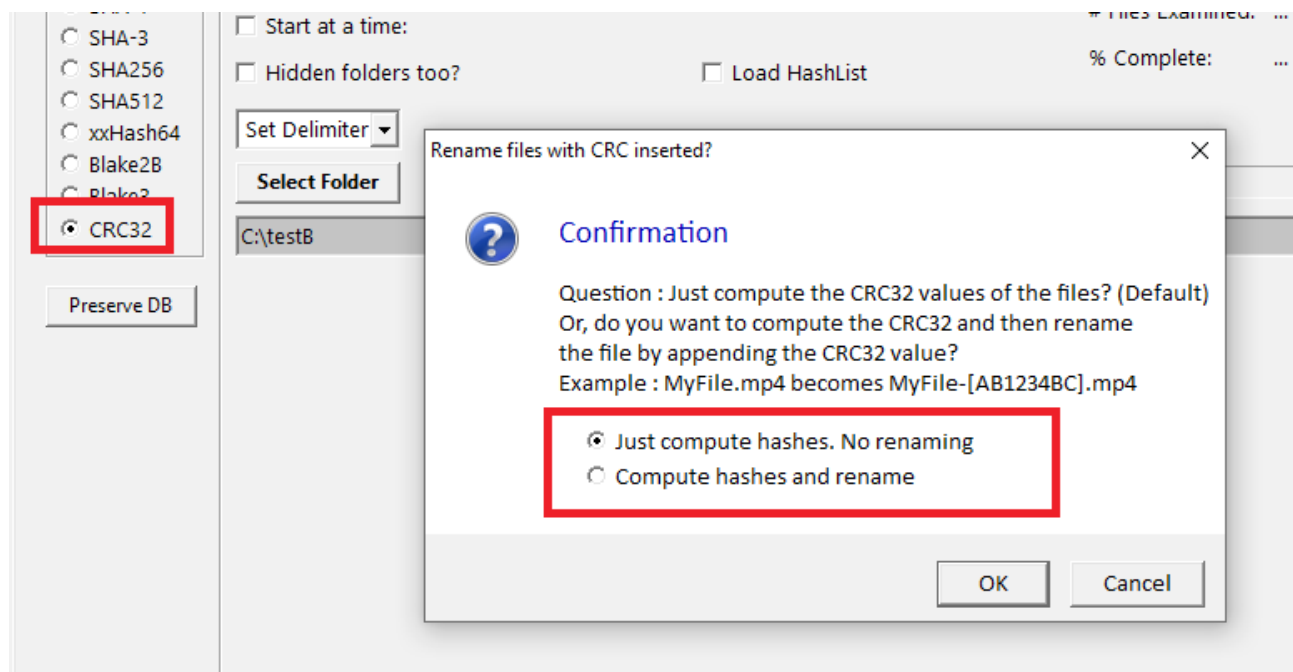 SHA-3
SHA256
SHA512
xxHash64
Blake2B
Blake3
CRC32
Preserve DB
Start at a time:
Hidden folders too?
Load HashList
# Files Examined: ...
% Complete: ...
Set Delimiter
Select Folder
C:\testB
Rename files with CRC inserted?
Confirmation
Question : Just compute the CRC32 values of the files? (Default)
Or, do you want to compute the CRC32 and then rename
the file by appending the CRC32 value?
Example : MyFile.mp4 becomes MyFile-[AB1234BC].mp4
Just compute hashes. No renaming
Compute hashes and rename
OK
Cancel